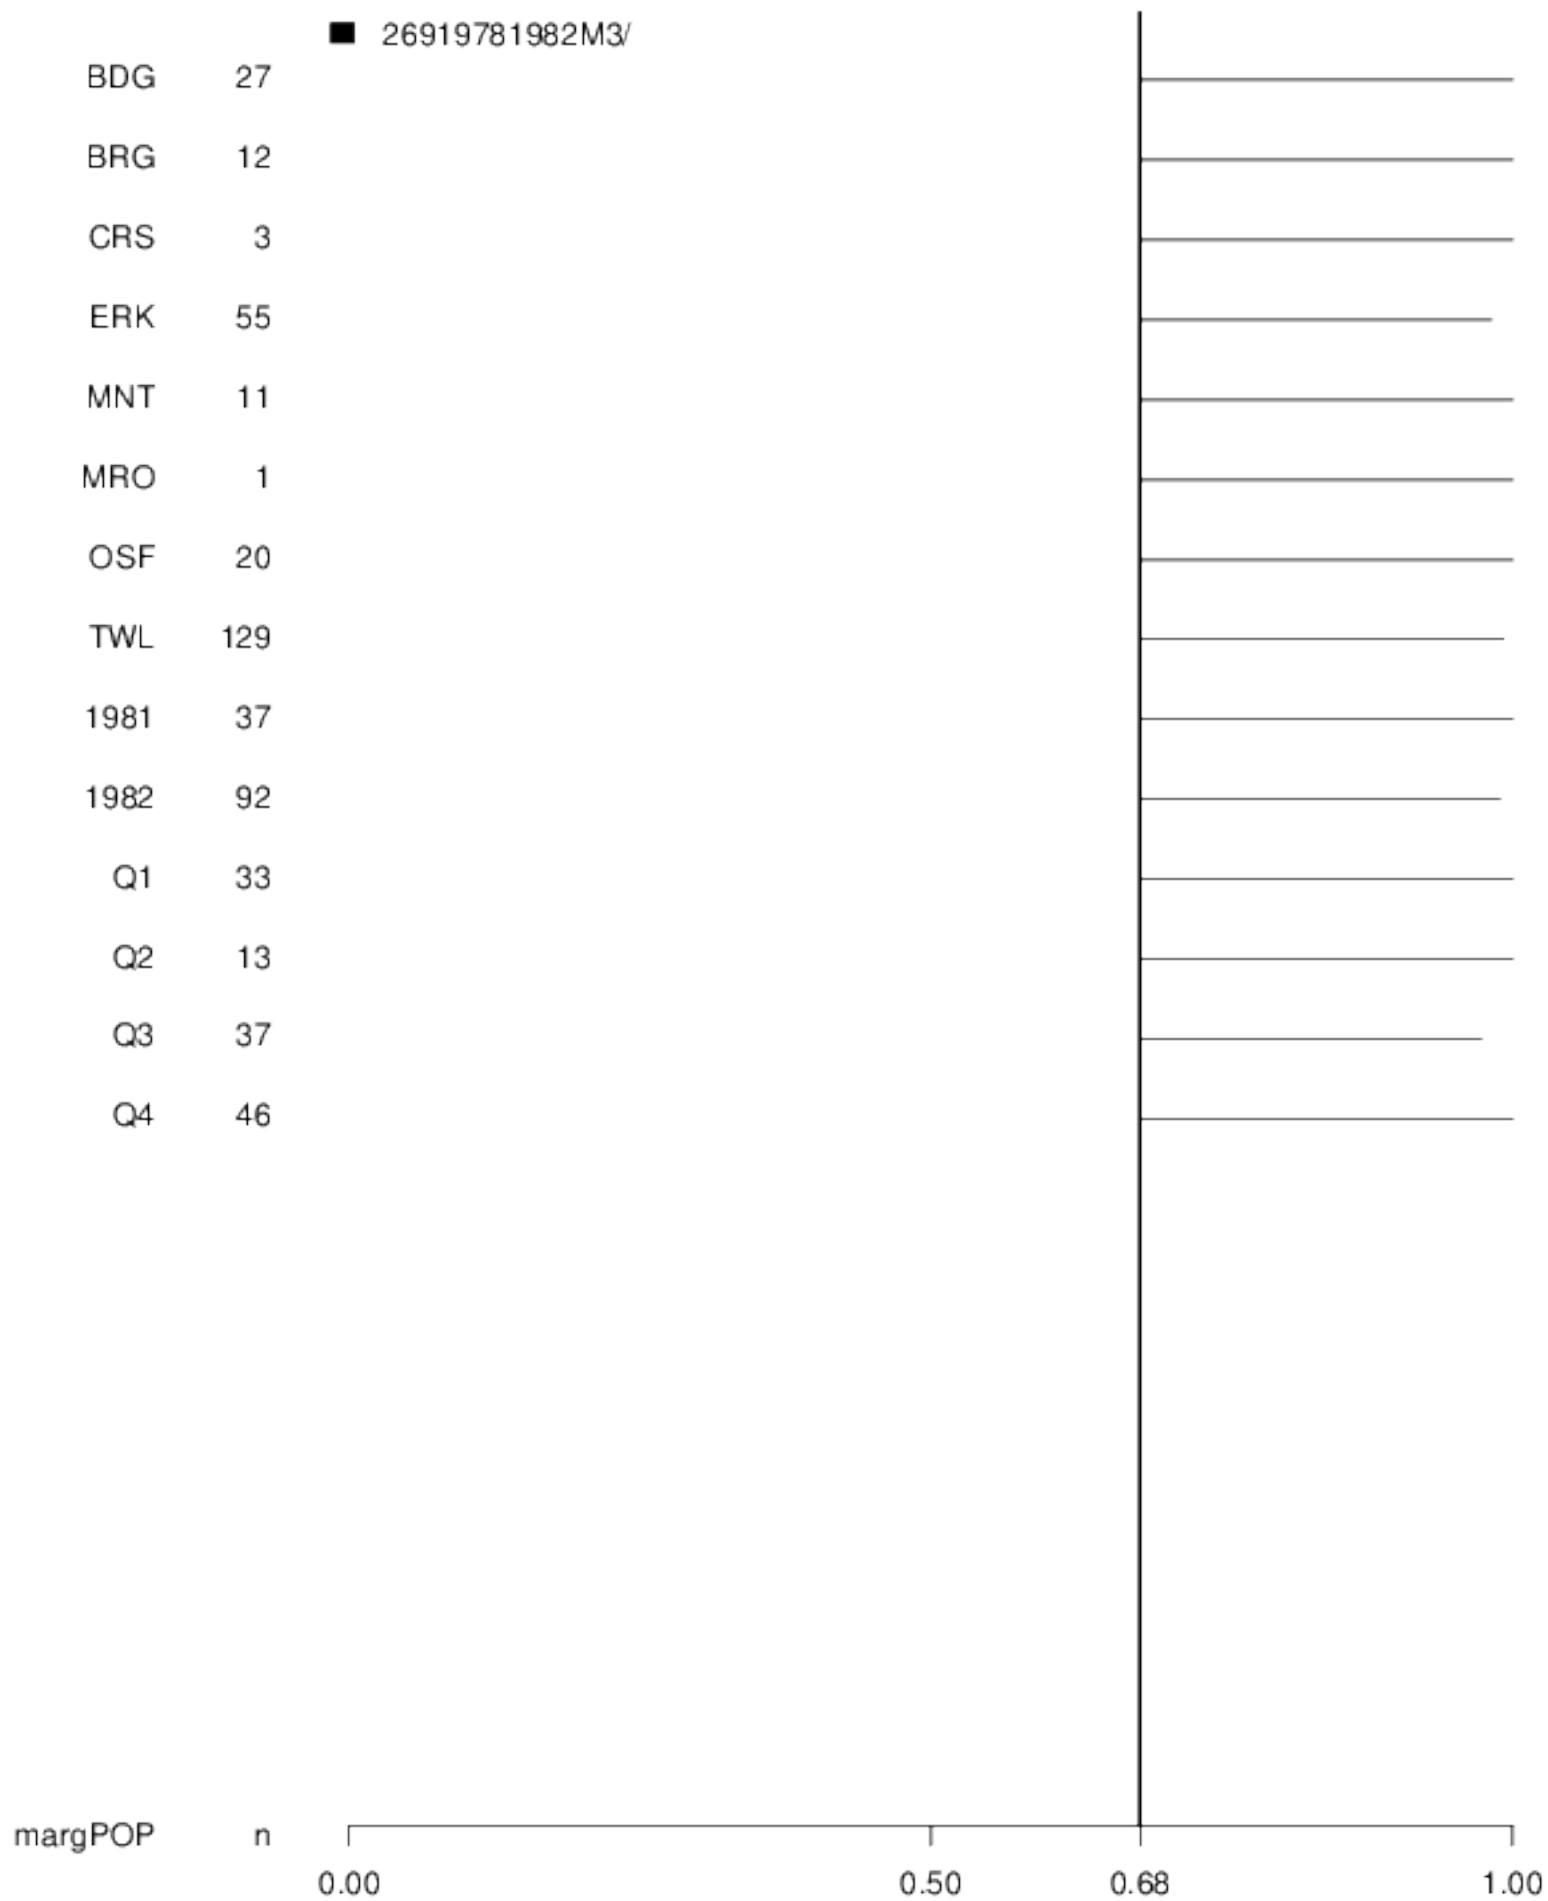 26919781982M3/
BDG 27
BRG 12
CRS 3
ERK 55
MNT 11
MRO 1
OSF 20
TWL 129
1981 37
1982 92
Q1 33
Q2 13
Q3 37
Q4 46
margPOP n
0.00 0.50 0.68 1.00